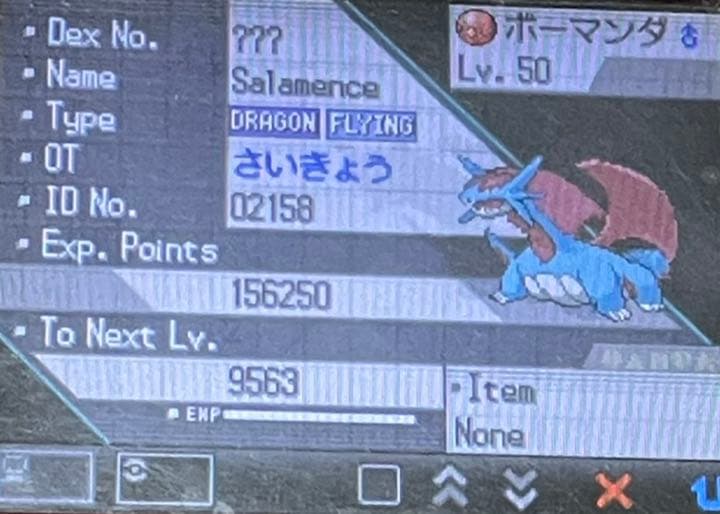 Dex No. ???
Name Salamence
Type DRAGON FLYING
OT さいきょう
ID No. 02158
Exp. Points
156250
To Next Lv.
9563
EXP
ボーマンダ ♂
Lv. 50
Item
None